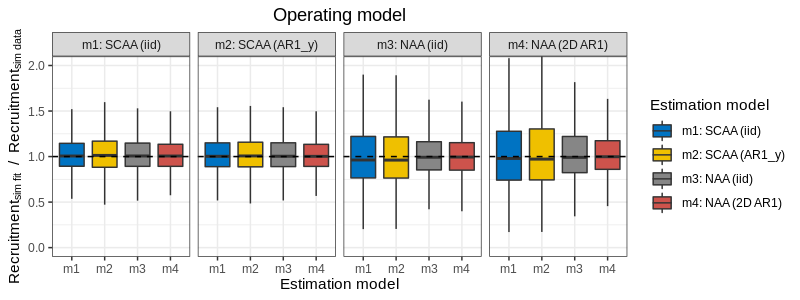 Operating model
m1: SCAA (iid)
m2: SCAA (AR1_y)
m3: NAA (iid)
m4: NAA (2D AR1)
Recruitment sim fit / Recruitment sim data
2.0
1.5
1.0
0.5
0.0
m1 m2 m3 m4
m1 m2 m3 m4
m1 m2 m3 m4
m1 m2 m3 m4
Estimation model
Estimation model
m1: SCAA (iid)
m2: SCAA (AR1_y)
m3: NAA (iid)
m4: NAA (2D AR1)